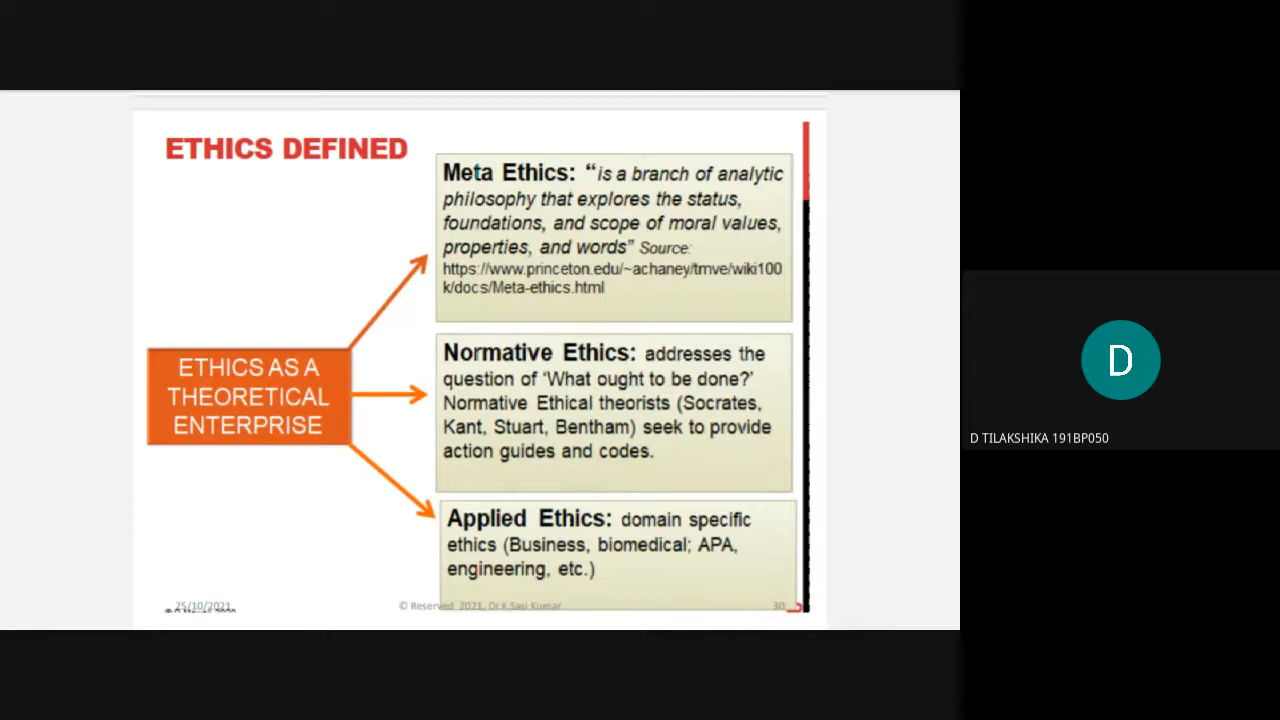 ETHICS DEFINED
Meta Ethics: “is a branch of analytic
philosophy that explores the status,
foundations, and scope of moral values,
properties, and words” Source:
https://www.princeton.edu/~achaney/tmve/wiki100
k/docs/Meta-ethics.html
ETHICS AS A
THEORETICAL
ENTERPRISE
Normative Ethics: addresses the
question of ‘What ought to be done?’
Normative Ethical theorists (Socrates,
Kant, Stuart, Bentham) seek to provide
action guides and codes.
Applied Ethics: domain specific
ethics (Business, biomedical; APA,
engineering, etc.)
25/10/2021
© Reserved 2021, Dr.K.Sasi Kumar
30
D
D TILAKSHIKA 191BP050